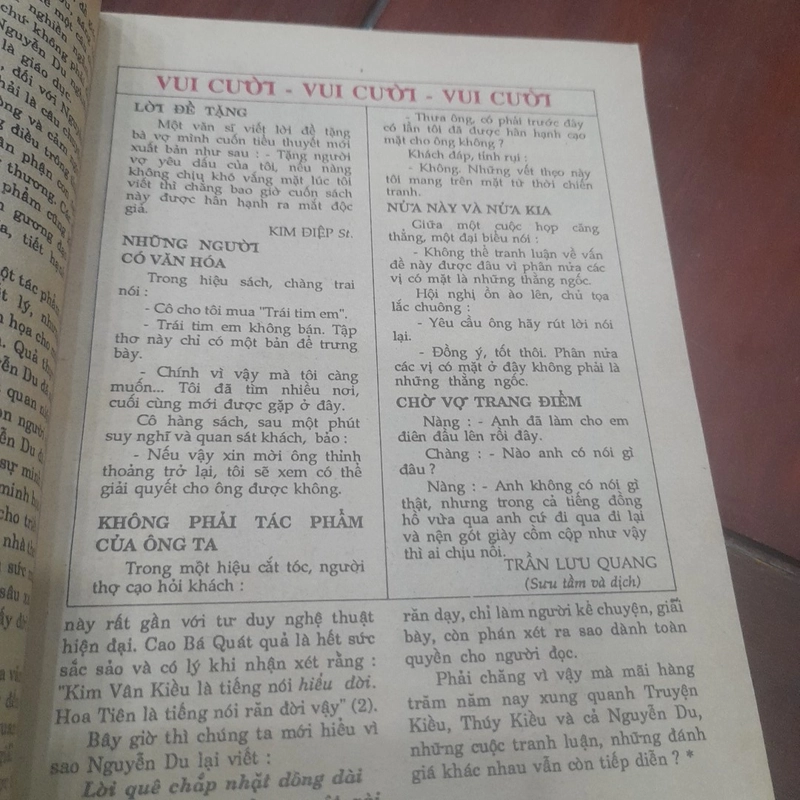 VUI CƯỜI - VUI CƯỜI - VUI CƯỜI
LỜI ĐỀ TẶNG
Một văn sĩ viết lời đề tặng
bà vợ mình cuốn tiểu thuyết mới
xuất bản như sau : - Tặng người
vợ yêu dấu của tôi, nếu nàng
không chịu khó vắng mặt lúc tôi
viết thì chẳng bao giờ cuốn sách
này được hân hạnh ra mắt độc
giả.
KIM ĐIỆP St.
NHỮNG NGƯỜI
CÓ VĂN HÓA
Trong hiệu sách, chàng trai
nói :
- Cô cho tôi mua "Trái tim em".
- Trái tim em không bán. Tập
thơ này chỉ có một bản để trưng
bày.
- Chính vì vậy mà tôi càng
muốn... Tôi đã tìm nhiều nơi,
cuối cùng mới được gặp ở đây.
Cô hàng sách, sau một phút
suy nghĩ và quan sát khách, bảo :
- Nếu vậy xin mời ông thỉnh
thoảng trở lại, tôi sẽ xem có thể
giải quyết cho ông được không.
KHÔNG PHẢI TÁC PHẨM
CỦA ÔNG TA
Trong một hiệu cắt tóc, người
thợ cạo hỏi khách :
- Thưa ông, có phải trước đây
có lần tôi đã được hân hạnh cạo
mặt cho ông không ?
Khách đáp, tỉnh rụi :
- Không. Những vết thẹo này
tôi mang trên mặt từ thời chiến
tranh.
NỬA NÀY VÀ NỬA KIA
Giữa một cuộc họp căng
thẳng, một đại biểu nói :
- Không thể tranh luận về vấn
đề này được đâu vì phân nửa các
vị có mặt là những thằng ngốc.
Hội nghị ồn ào lên, chủ tọa
lắc chuông :
- Yêu cầu ông hãy rút lời nói
lại.
- Đồng ý, tốt thôi. Phân nửa
các vị có mặt ở đây không phải là
những thằng ngốc.
CHỜ VỢ TRANG ĐIỂM
Nàng : - Anh đã làm cho em
điên đầu lên rồi đây.
Chàng : - Nào anh có nói gì
đâu ?
Nàng : - Anh không có nói gì
thật, nhưng trong cả tiếng đồng
hồ vừa qua anh cứ đi qua đi lại
và nện gót giày cồm cộp như vậy
thì ai chịu nổi.
TRẦN LƯU QUANG
(Sưu tầm và dịch)
này rất gần với tư duy nghệ thuật
hiện đại. Cao Bá Quát quả là hết sức
sắc sảo và có lý khi nhận xét rằng :
"Kim Vân Kiều là tiếng nói hiểu đời.
Hoa Tiên là tiếng nói răn đời vậy" (2).
Bây giờ thì chúng ta mới hiểu vì
sao Nguyễn Du lại viết :
Lời quê chắp nhặt dông dài
răn dạy, chỉ làm người kể chuyện, giãi
bày, còn phán xét ra sao dành toàn
quyền cho người đọc.
Phải chăng vì vậy mà mãi hàng
trăm năm nay xung quanh Truyện
Kiều, Thúy Kiều và cả Nguyễn Du,
những cuộc tranh luận, những đánh
giá khác nhau vẫn còn tiếp diễn ? *